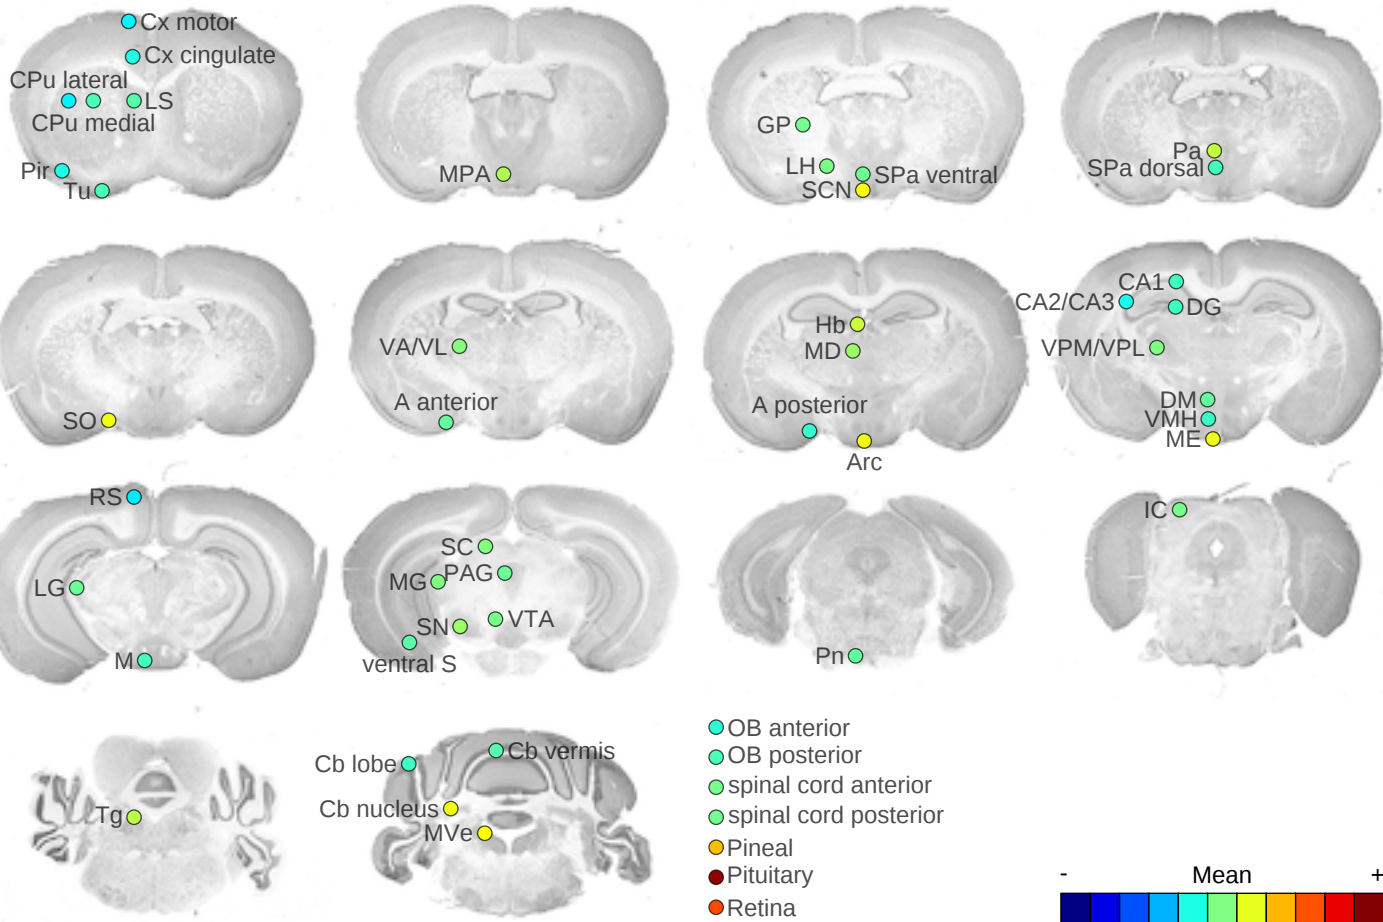 Cx motor
Cx cingulate
CPu lateral
LS
CPu medial
Pir
Tu
MPA
GP
LH
SPa ventral
SCN
Pa
SPa dorsal
SO
VA/VL
A anterior
Hb
MD
A posterior
Arc
CA1
CA2/CA3
DG
VPM/VPL
DM
VMH
ME
RS
LG
M
SC
MG
PAG
SN
VTA
ventral S
Pn
IC
Tg
Cb lobe
Cb vermis
Cb nucleus
MVe
OB anterior
OB posterior
spinal cord anterior
spinal cord posterior
Pineal
Pituitary
Retina
- Mean +